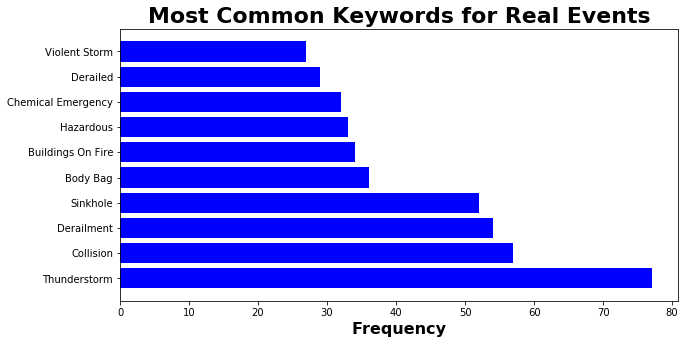 Most Common Keywords for Real Events
Violent Storm
Derailed
Chemical Emergency
Hazardous
Buildings On Fire
Body Bag
Sinkhole
Derailment
Collision
Thunderstorm
0 10 20 30 40 50 60 70 80
Frequency